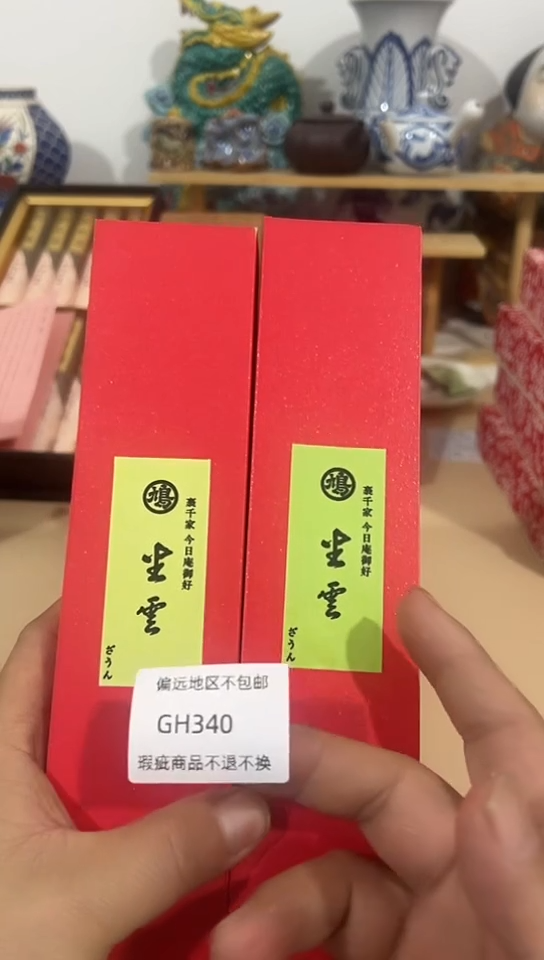 鳩
裏千家 今日庵御好
坐雲
ざうん
鳩
裏千家 今日庵御好
坐雲
ざうん
偏远地区不包邮
GH340
瑕疵商品不退不换